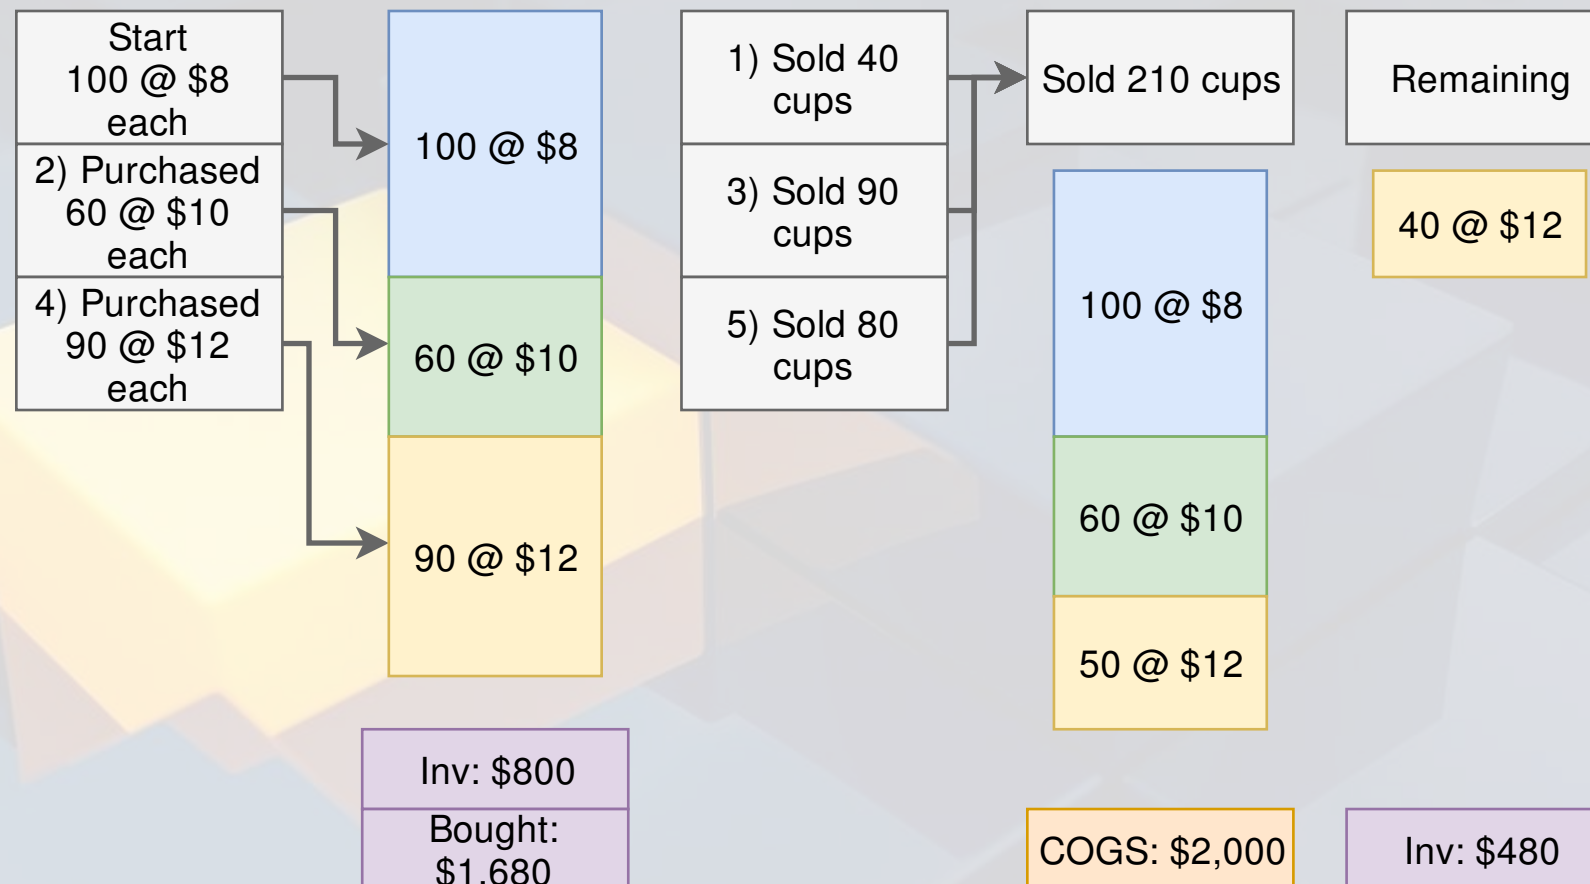 Start
100 @ $8
each
2) Purchased
60 @ $10
each
4) Purchased
90 @ $12
each
100 @ $8
60 @ $10
90 @ $12
Inv: $800
Bought:
$1,680
1) Sold 40
cups
3) Sold 90
cups
5) Sold 80
cups
Sold 210 cups
100 @ $8
60 @ $10
50 @ $12
COGS: $2,000
Remaining
40 @ $12
Inv: $480